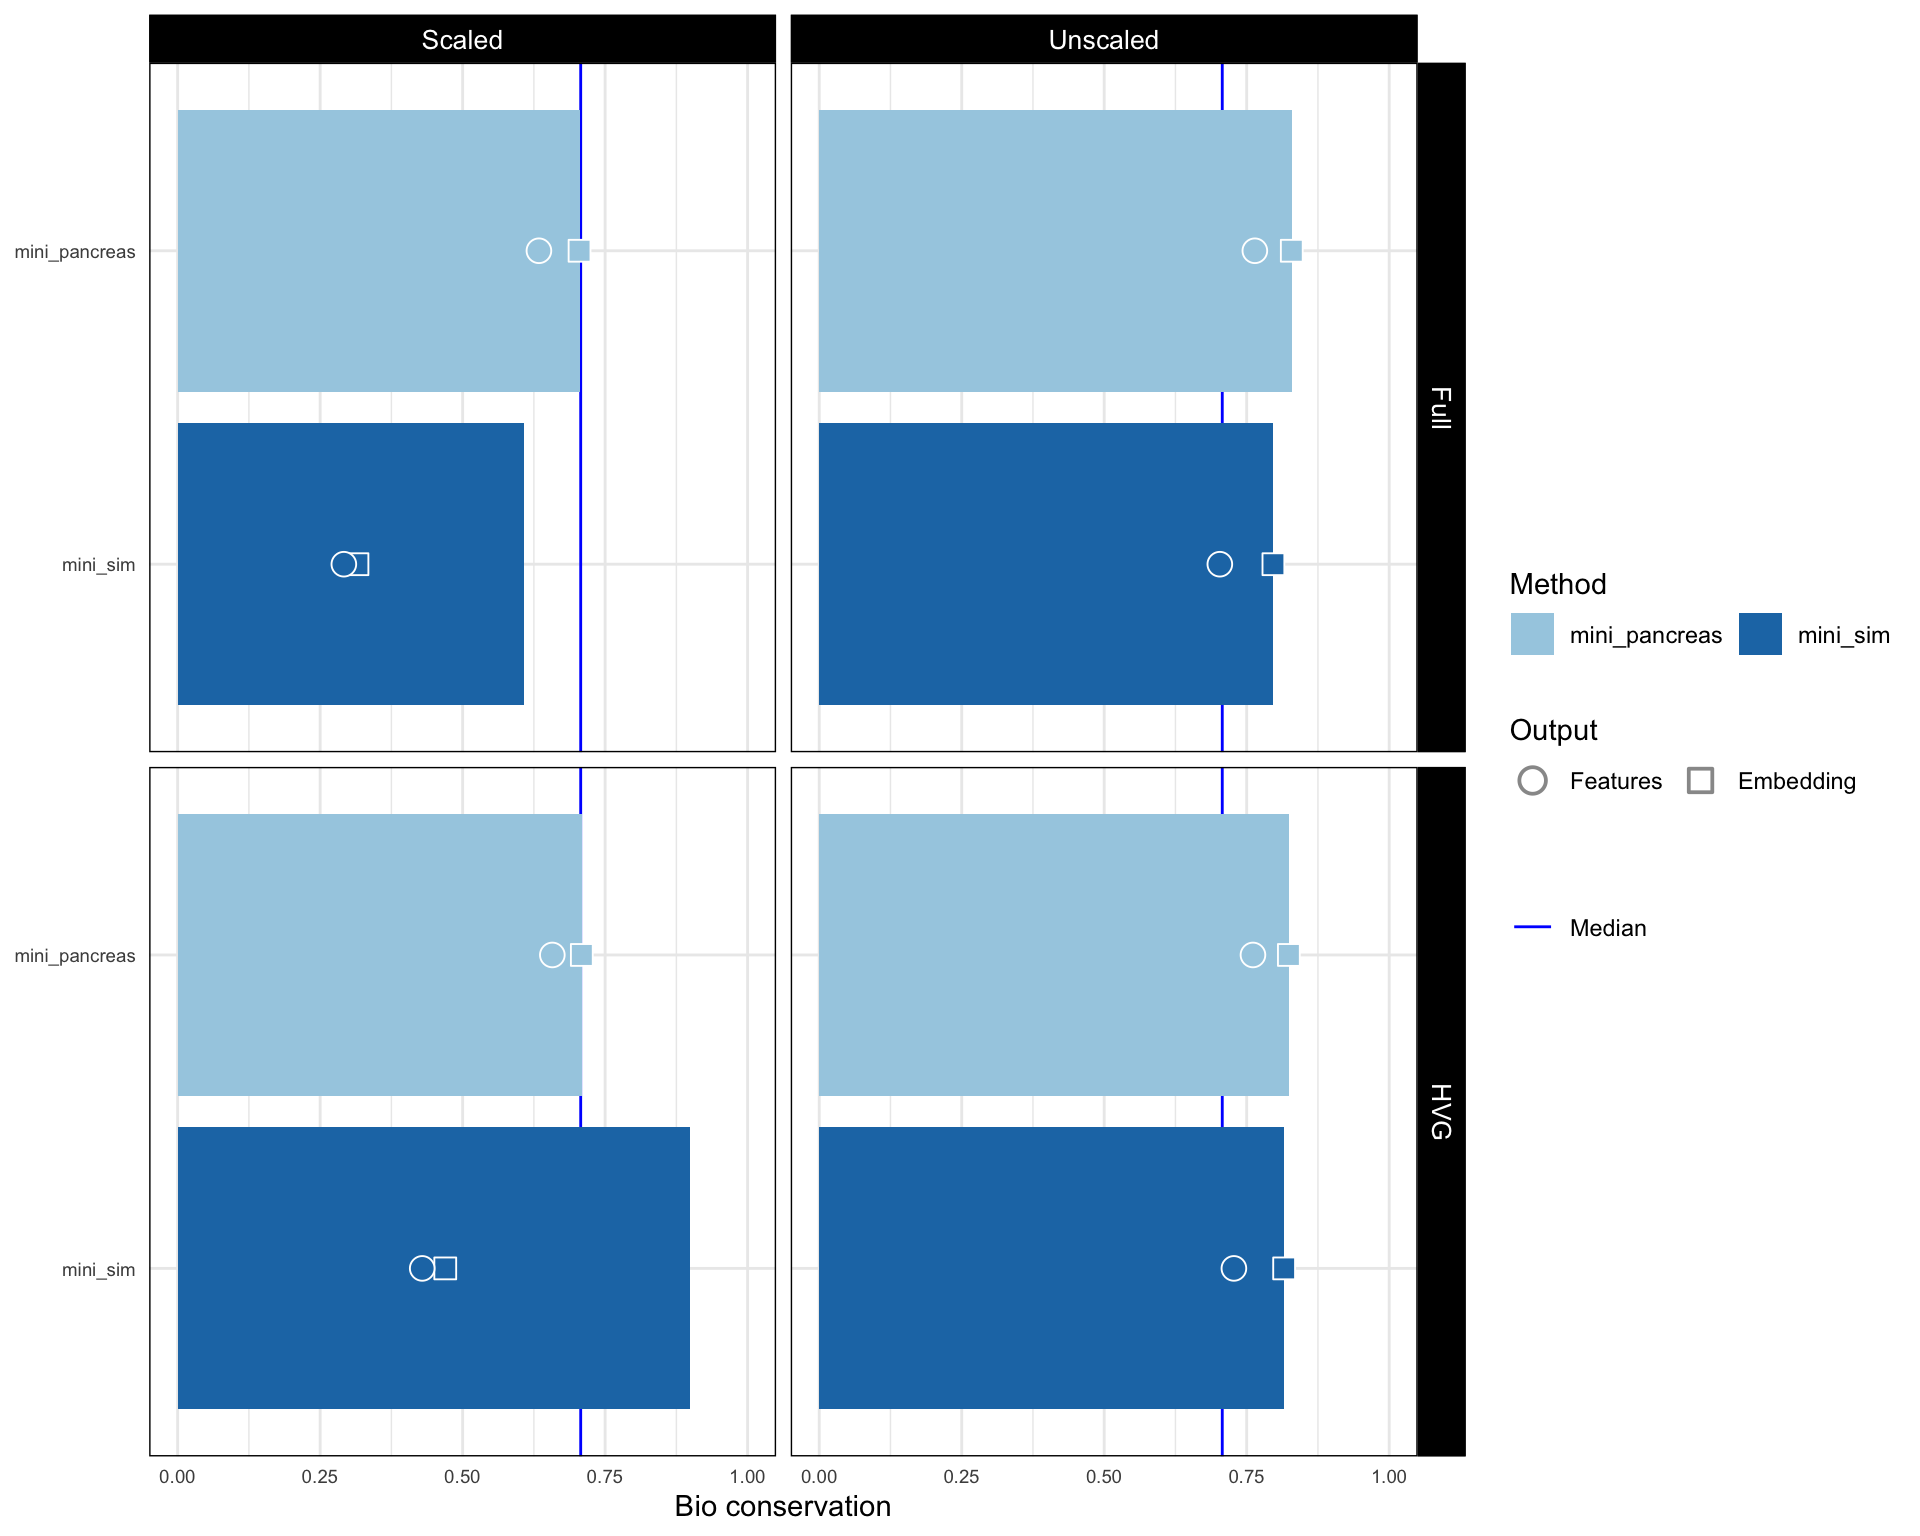 Scaled
Unscaled
mini_pancreas
mini_sim
Full
mini_pancreas
mini_sim
HVG
0.00 0.25 0.50 0.75 1.00
0.00 0.25 0.50 0.75 1.00
Bio conservation
Method
mini_pancreas mini_sim
Output
Features Embedding
Median